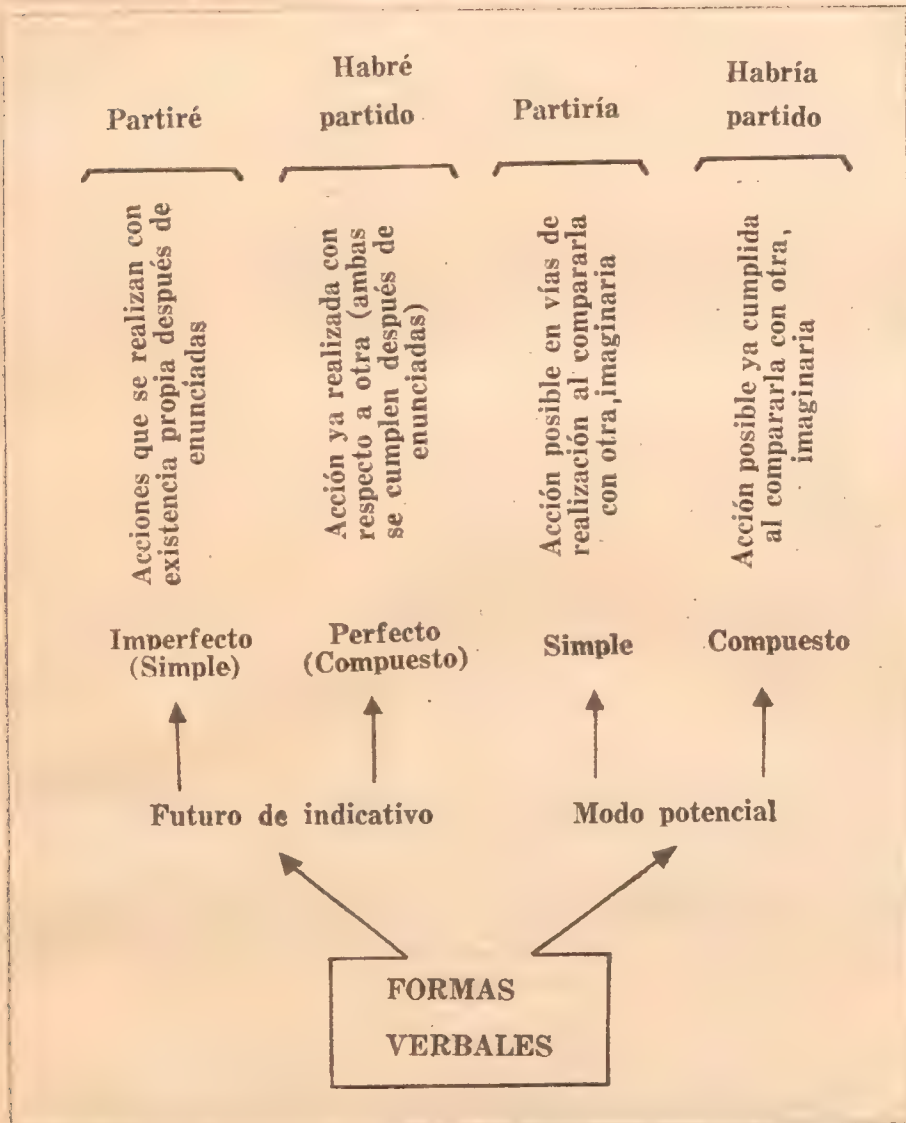 Partiré
Habré
partido
Partiría
Habría
partido
Acciones que se realizan con
existencia propia después de
enunciadas
Acción ya realizada con
respecto a otra (ambas
se cumplen después de
enunciadas)
Acción posible en vías de
realización al compararla
con otra,imaginaria
Acción posible ya cumplida
al compararla con otra,
imaginaria
Imperfecto
(Simple)
Perfecto
(Compuesto)
Simple
Compuesto
Futuro de indicativo
Modo potencial
FORMAS
VERBALES